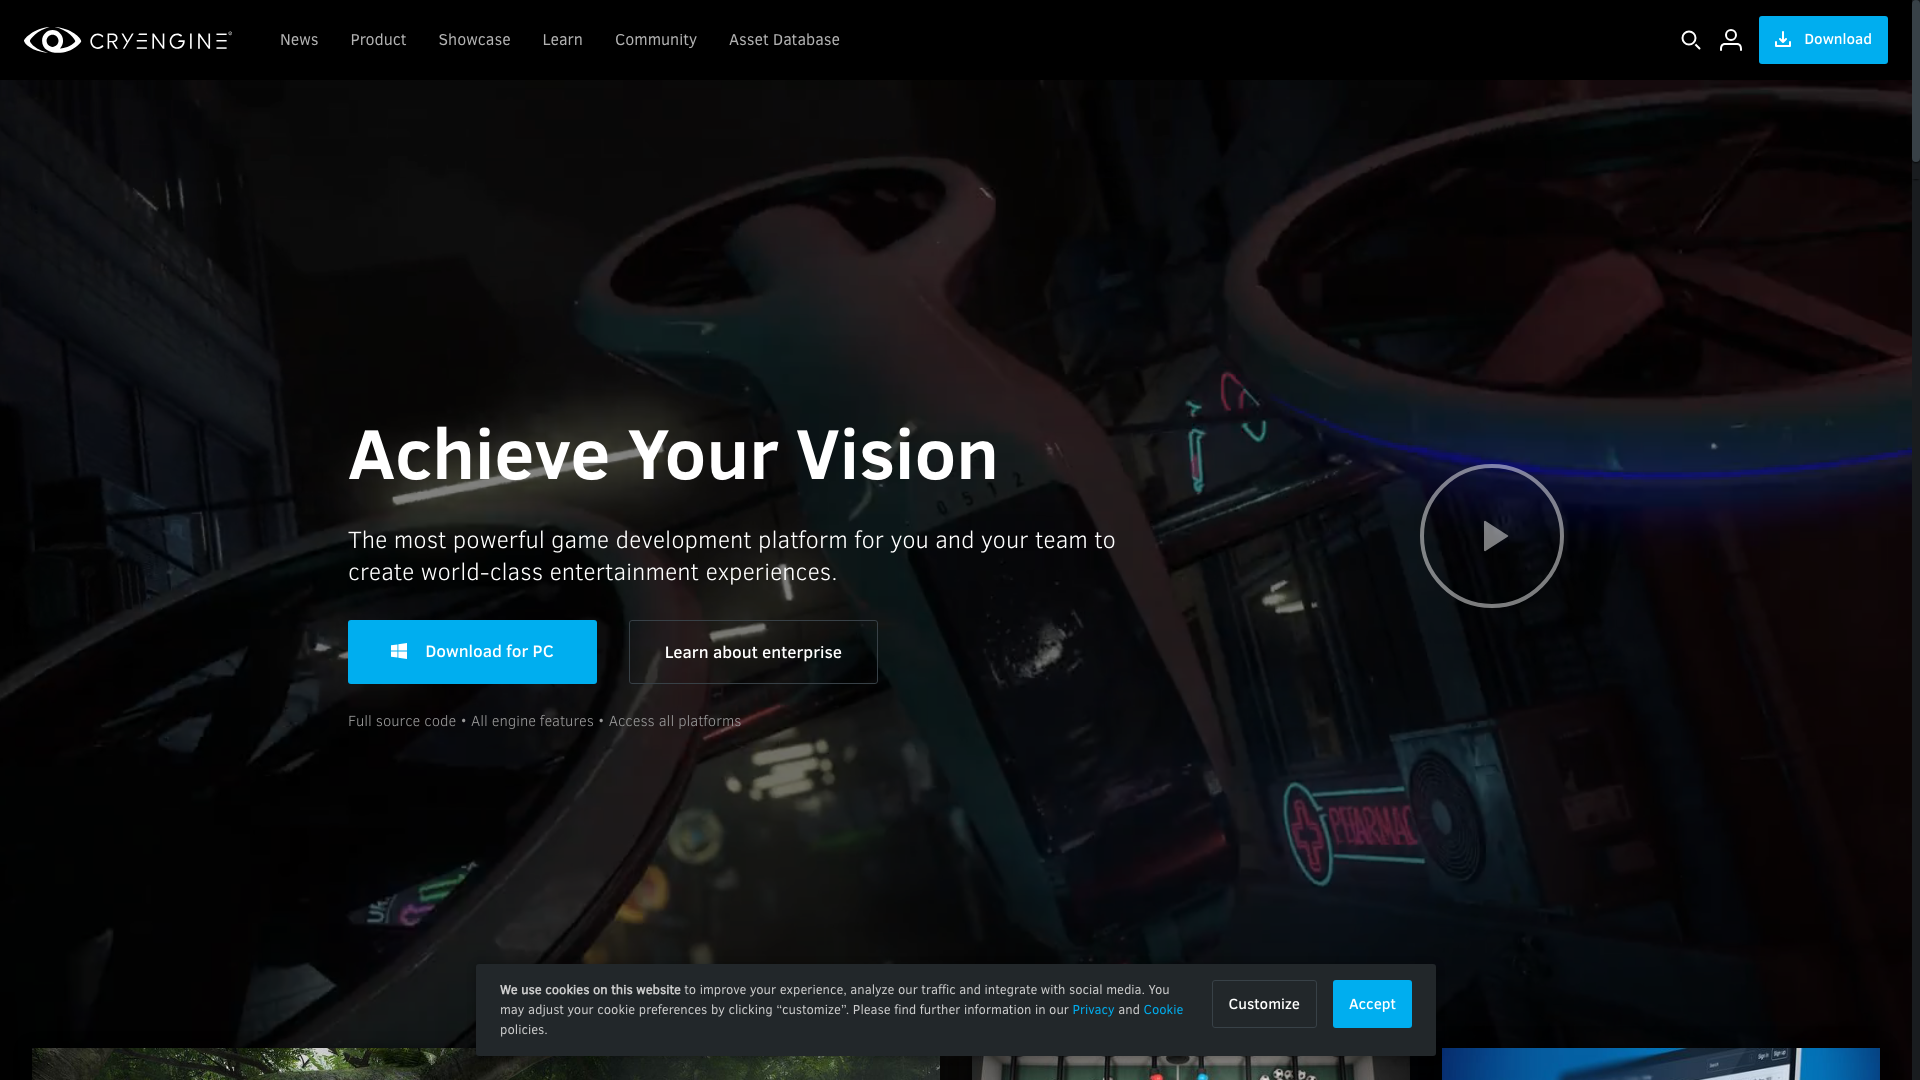 CRYENGINE®
News
Product
Showcase
Learn
Community
Asset Database
Download
Achieve Your Vision
0 5 1 2
The most powerful game development platform for you and your team to
create world-class entertainment experiences.
Download for PC
Learn about enterprise
Full source code • All engine features • Access all platforms
PHARMAC
We use cookies on this website to improve your experience, analyze our traffic and integrate with social media. You
may adjust your cookie preferences by clicking “customize”. Please find further information in our Privacy and Cookie
policies.
Customize
Accept